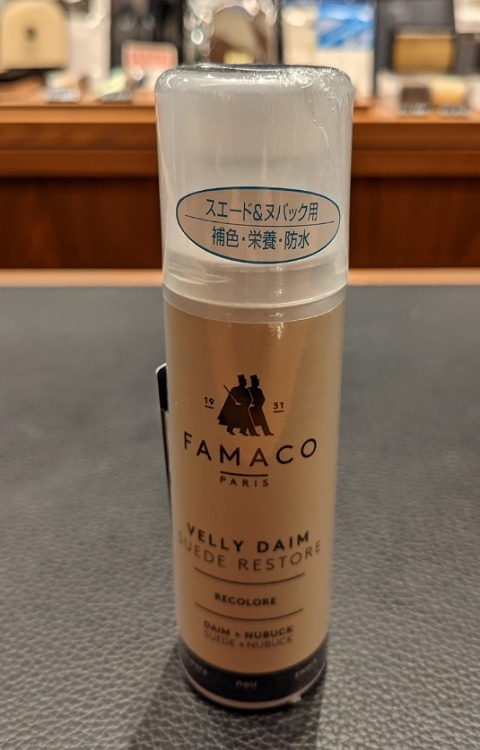 スエード&ヌバック用
補色・栄養・防水
19 31
FAMACO
PARIS
VELLY DAIM
SUEDE RESTORE
RECOLORE
DAIM + NUBUCK
SUEDE + NUBUCK
noir